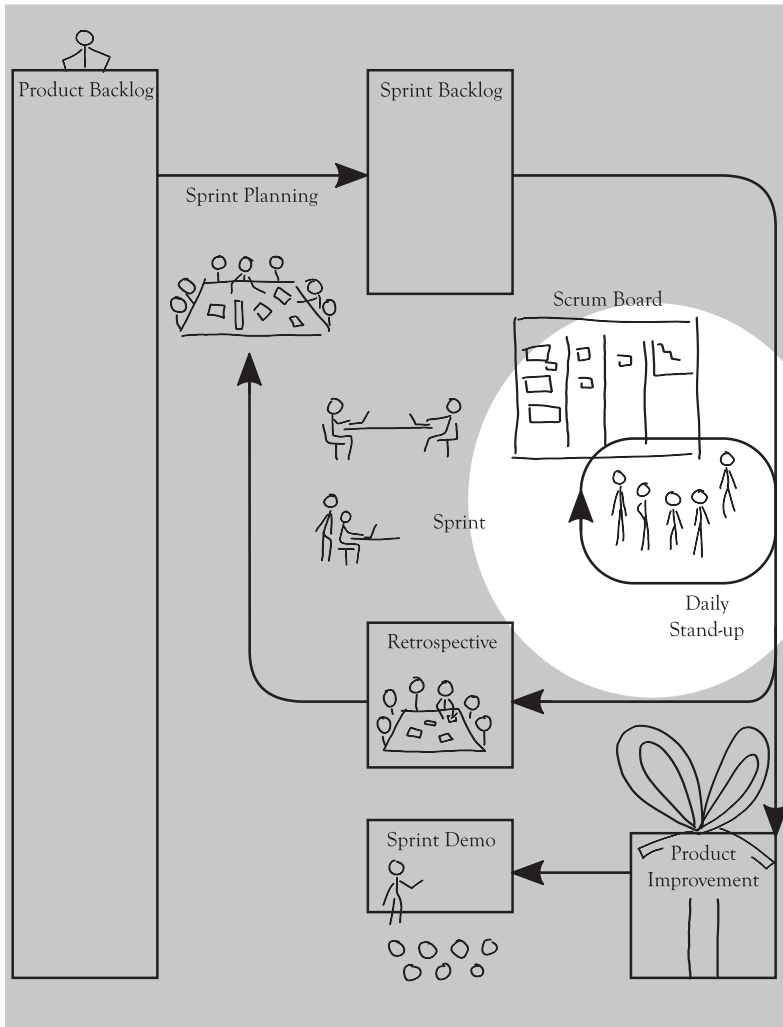 Product Backlog
Sprint Backlog
Sprint Planning
Scrum Board
Sprint
Daily
Stand-up
Retrospective
Sprint Demo
Product
Improvement